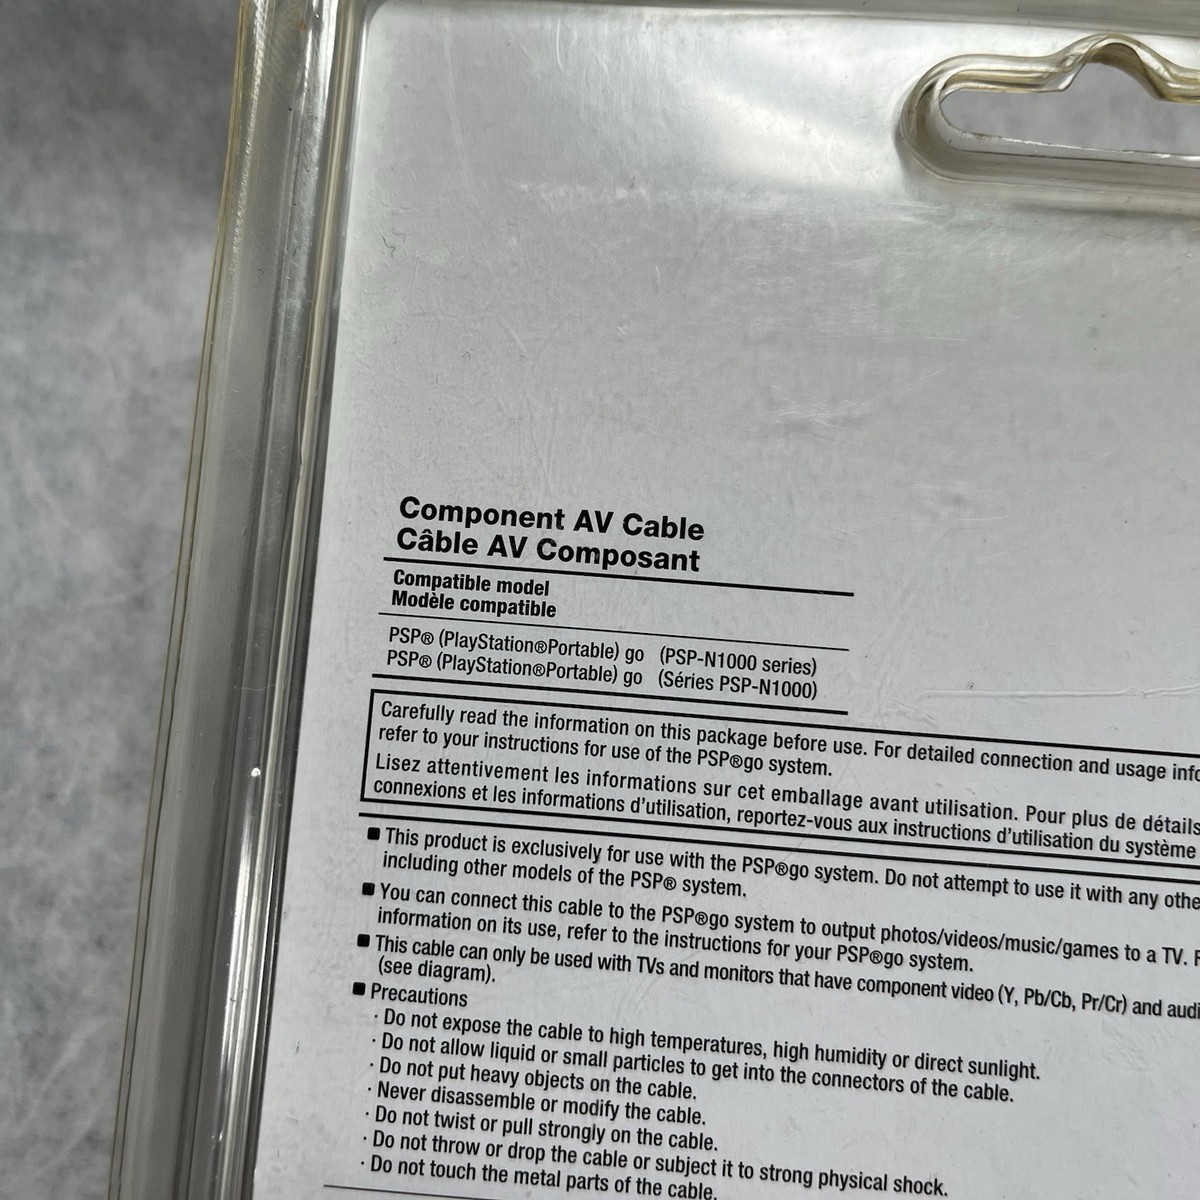 Component AV Cable
Câble AV Composant
Compatible model
Modèle compatible
PSP® (PlayStation®Portable) go (PSP-N1000 series)
PSP® (PlayStation®Portable) go (Séries PSP-N1000)
Carefully read the information on this package before use. For detailed connection and usage info
refer to your instructions for use of the PSP®go system.
Lisez attentivement les informations sur cet emballage avant utilisation. Pour plus de détails
connexions et les informations d'utilisation, reportez-vous aux instructions d'utilisation du système
■ This product is exclusively for use with the PSP®go system. Do not attempt to use it with any othe
including other models of the PSP® system.
■ You can connect this cable to the PSP®go system to output photos/videos/music/games to a TV. F
information on its use, refer to the instructions for your PSP®go system.
■ This cable can only be used with TVs and monitors that have component video (Y, Pb/Cb, Pr/Cr) and audi
(see diagram).
■ Precautions
· Do not expose the cable to high temperatures, high humidity or direct sunlight.
· Do not allow liquid or small particles to get into the connectors of the cable.
· Do not put heavy objects on the cable.
· Never disassemble or modify the cable.
· Do not twist or pull strongly on the cable.
· Do not throw or drop the cable or subject it to strong physical shock.
· Do not touch the metal parts of the cable.